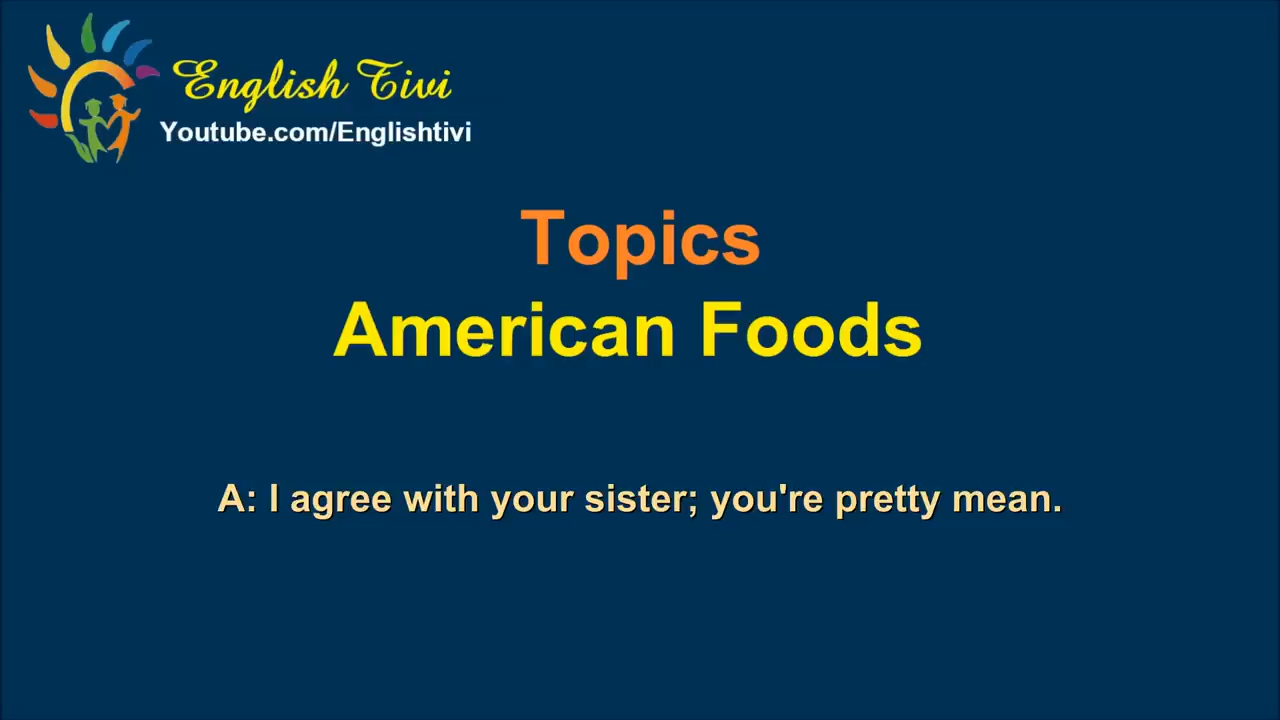 English Tivi
Youtube.com/Englishtivi
Topics
American Foods
A: I agree with your sister; you're pretty mean.